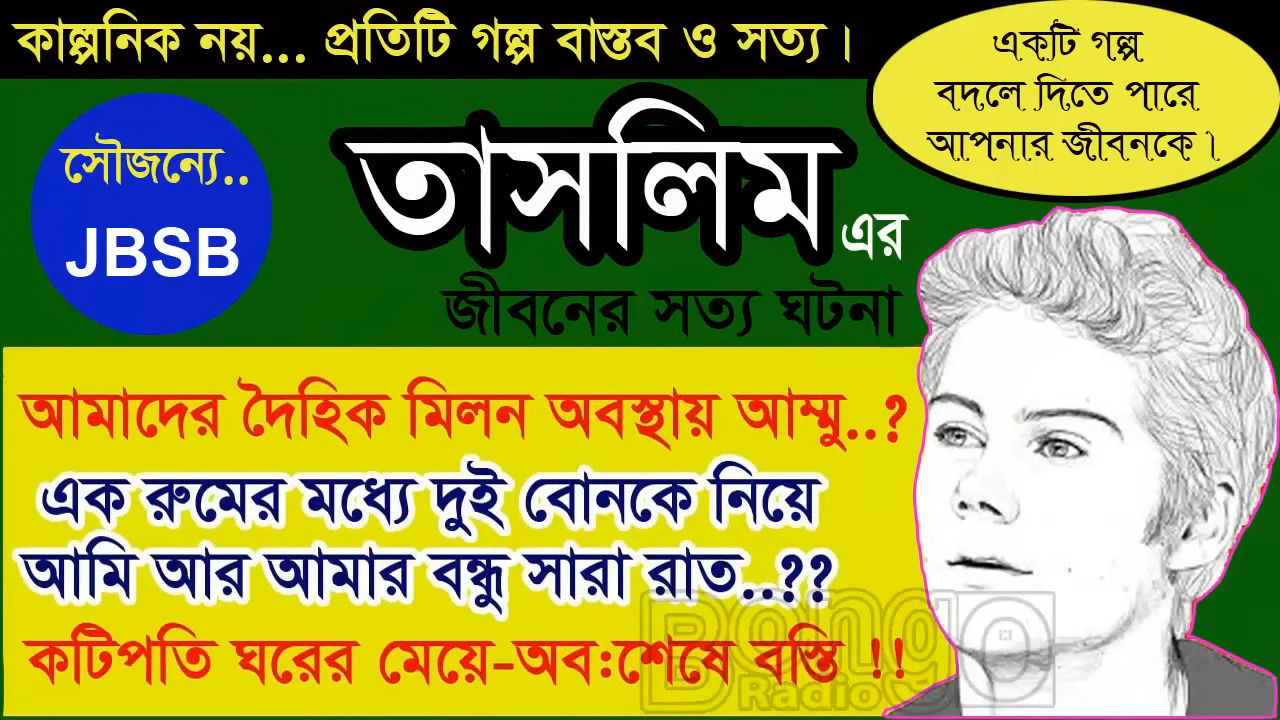 কাল্পনিক নয়... প্রতিটি গল্প বাস্তব ও সত্য।
একটি গল্প
বদলে দিতে পারে
আপনার জীবনকে।
সৌজন্যে..
JBSB
তাসলিম এর
জীবনের সত্য ঘটনা
আমাদের দৈহিক মিলন অবস্থায় আম্মু..?
এক রুমের মধ্যে দুই বোনকে নিয়ে
আমি আর আমার বন্ধু সারা রাত..??
কটিপতি ঘরের মেয়ে-অবঃশেষে বস্তি !!
Bongo
Radio